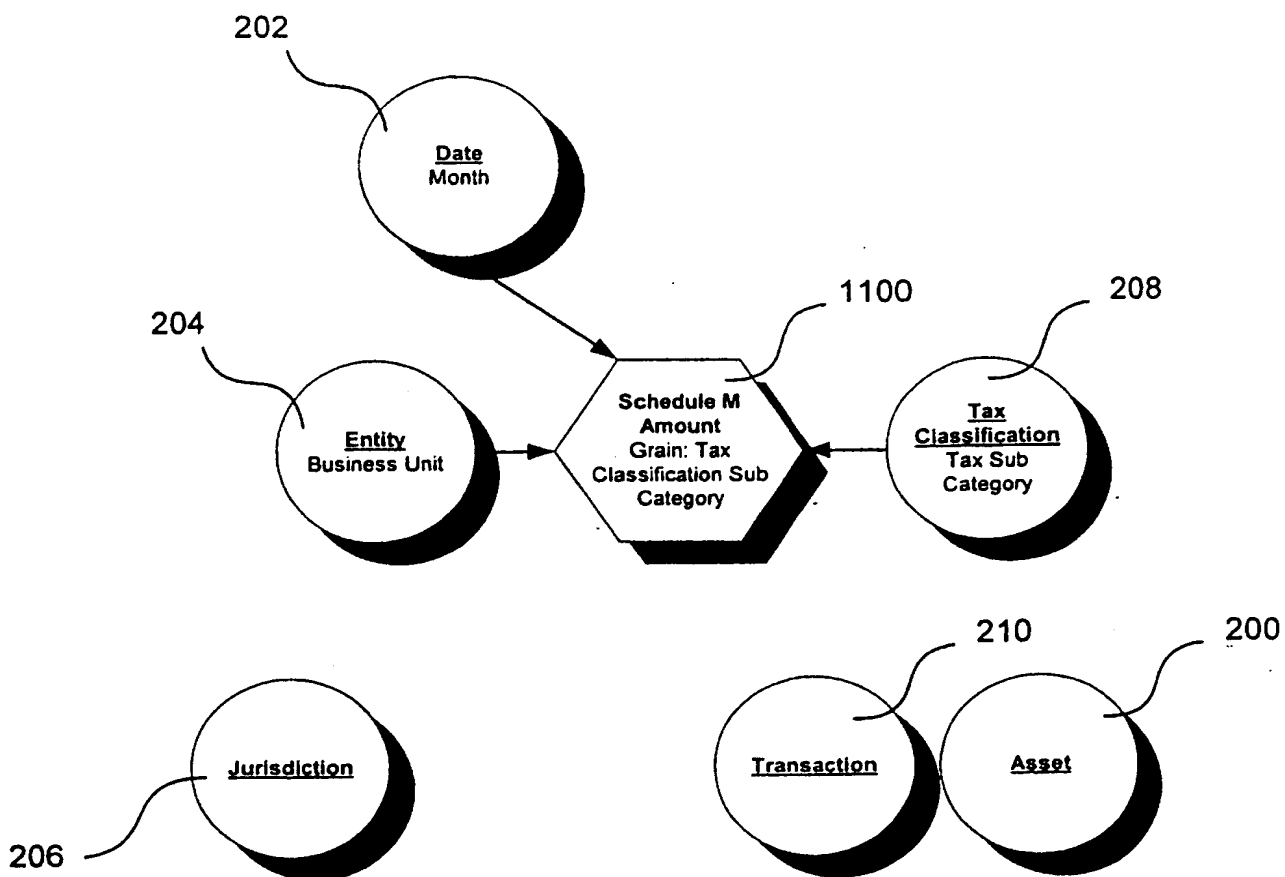 202
Date
Month
1100
208
204
Entity
Business Unit
Schedule M
Amount
Grain: Tax
Classification Sub
Category
Tax
Classification
Tax Sub
Category
210
200
Jurisdiction
Transaction
Asset
206